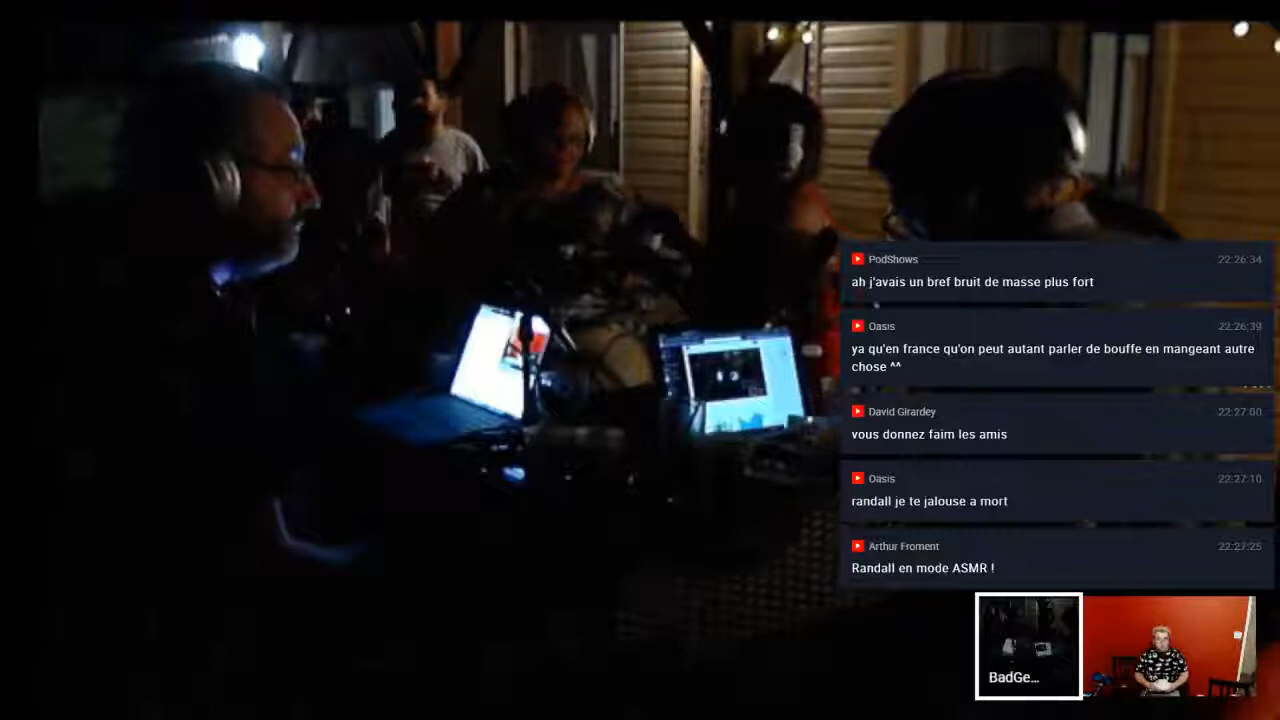 PodShows
22:26:34
ah j'avais un bref bruit de masse plus fort
Oasis
22:26:39
ya qu'en france qu'on peut autant parler de bouffe en mangeant autre
chose ^^
David Girardey
22:27:00
vous donnez faim les amis
Oasis
22:27:10
randall je te jalouse a mort
Arthur Froment
22:27:25
Randall en mode ASMR !
BadGe...